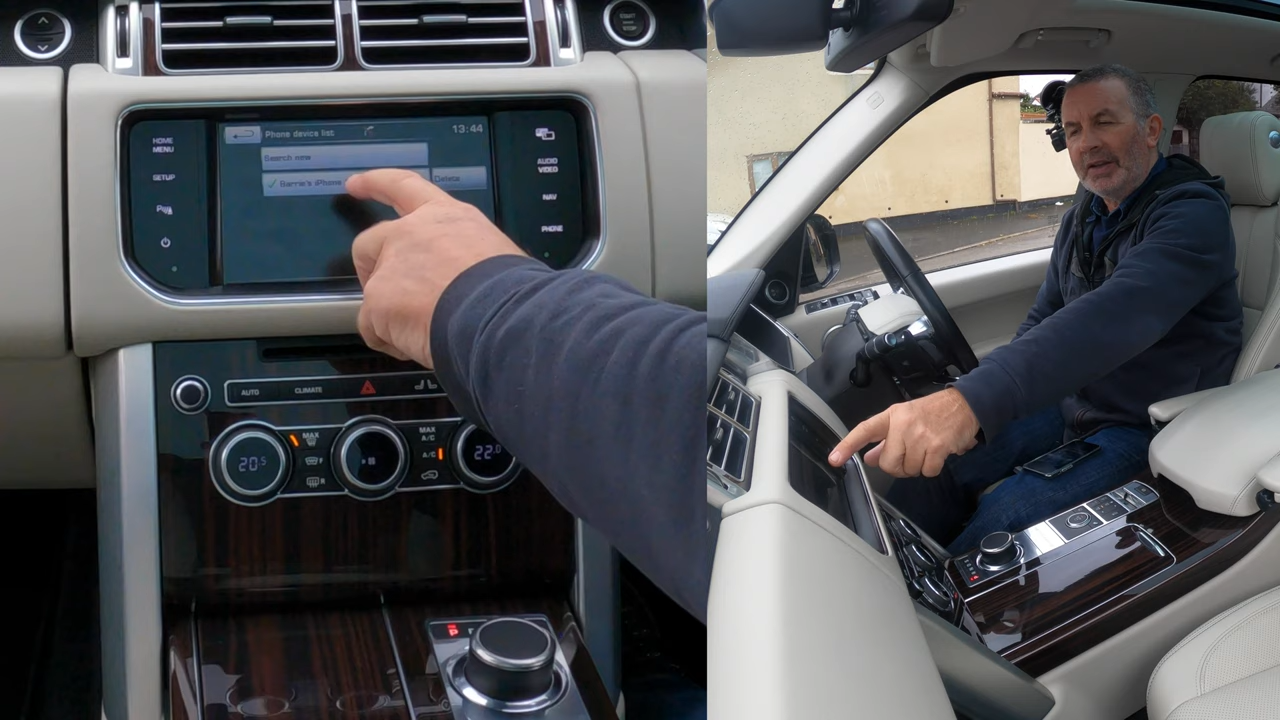 START
STOP
HOME
MENU
SETUP
Phone device list
13:44
Search new
✓ Barrie's iPhone
Delete
AUDIO
VIDEO
NAV
PHONE
AUTO
CLIMATE
MAX
MAX
A/C
20.5
F
A/C
22.0
R
P